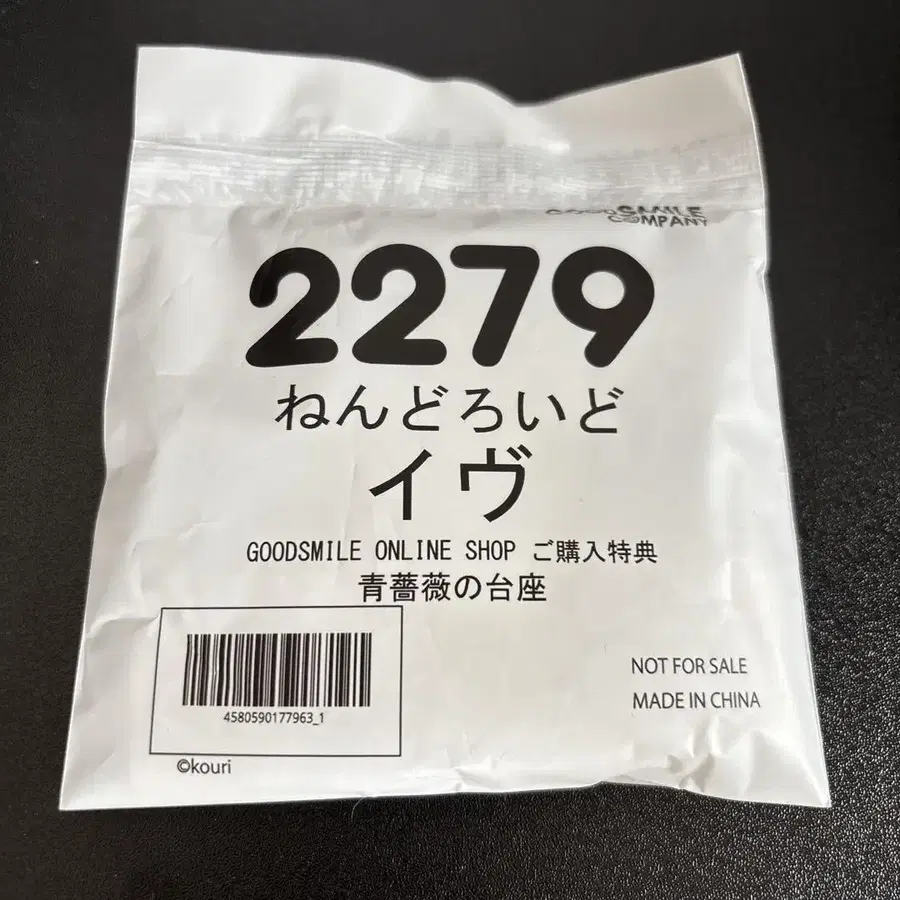 GOODSMILE
COMPANY
2279
ねんどろいど
イヴ
GOODSMILE ONLINE SHOP ご購入特典
青薔薇の台座
NOT FOR SALE
MADE IN CHINA
4580590177963_1
©kouri